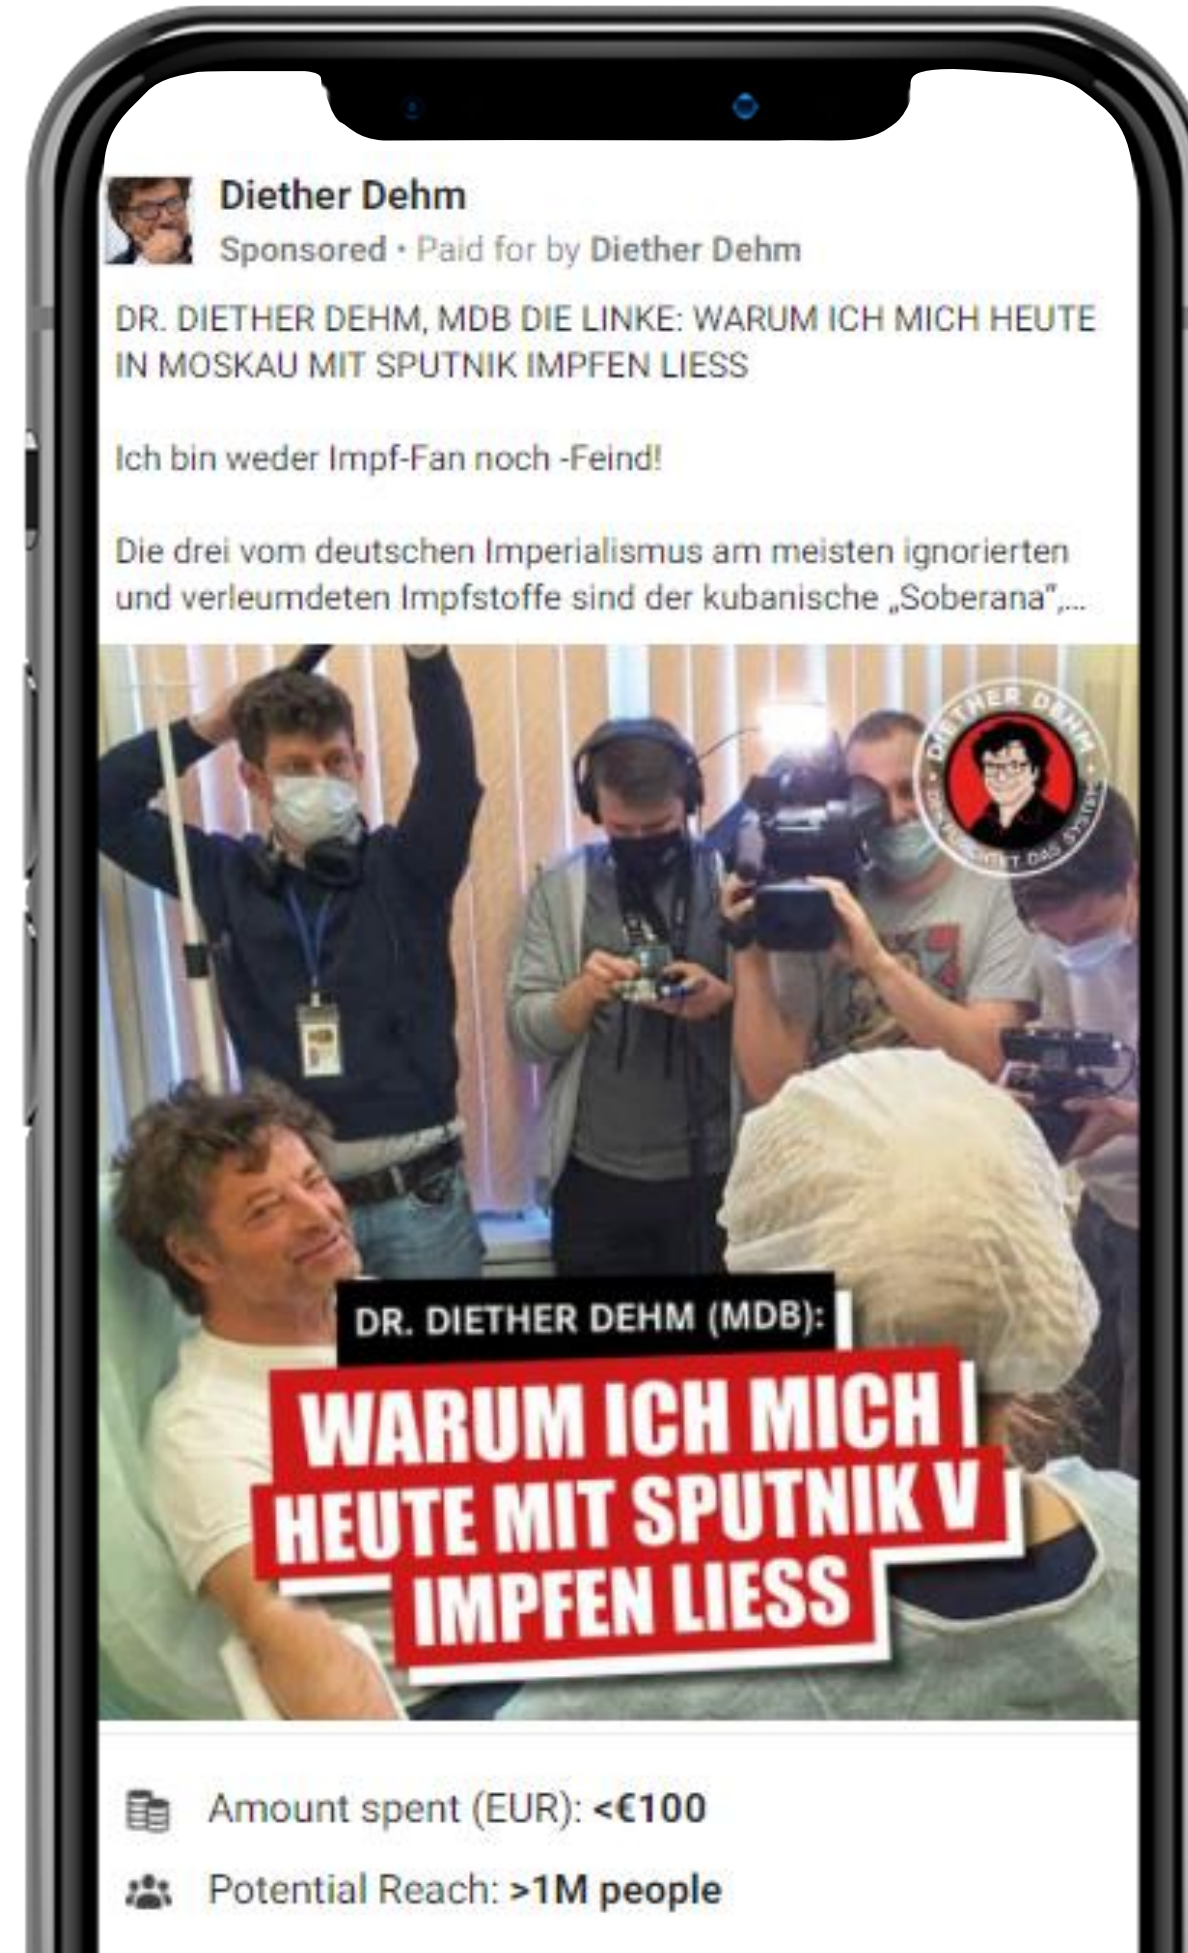 Diether Dehm
Sponsored • Paid for by Diether Dehm
DR. DIETHER DEHM, MDB DIE LINKE: WARUM ICH MICH HEUTE
IN MOSKAU MIT SPUTNIK IMPFEN LIESS
Ich bin weder Impf-Fan noch -Feind!
Die drei vom deutschen Imperialismus am meisten ignorierten
und verleumdeten Impfstoffe sind der kubanische „Soberana“,...
DIETHER DEHM
DAS SYSTEM
DR. DIETHER DEHM (MDB):
WARUM ICH MICH
HEUTE MIT SPUTNIK V
IMPFEN LIESS
Amount spent (EUR): <€100
Potential Reach: >1M people